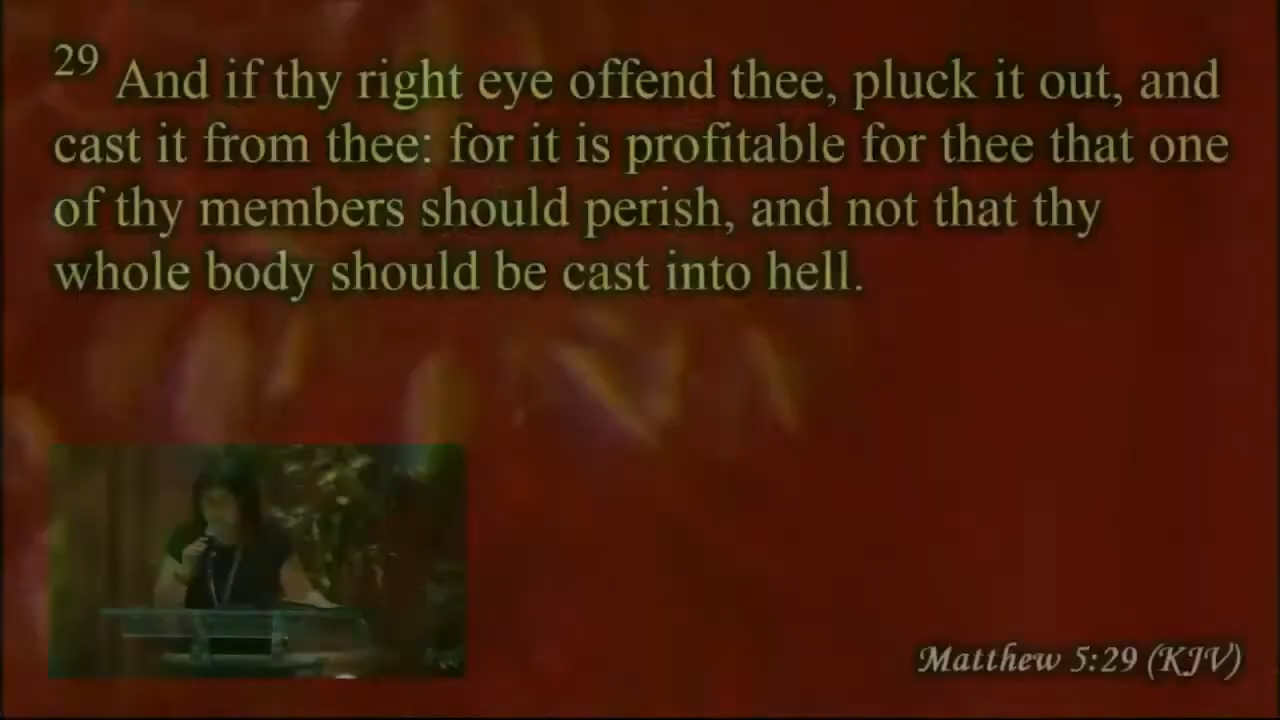 29 And if thy right eye offend thee, pluck it out, and
cast it from thee: for it is profitable for thee that one
of thy members should perish, and not that thy
whole body should be cast into hell.
Matthew 5:29 (KJV)